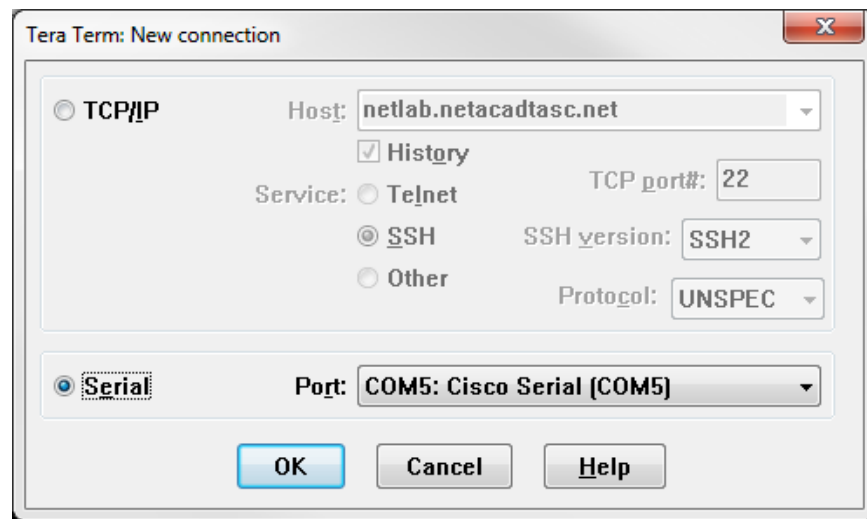 Tera Term: New connection
TCP/IP Host: netlab.netacadtasc.net
History
Service: Telnet TCP port#: 22
SSH SSH version: SSH2
Other Protocol: UNSPEC
Serial Port: COM5: Cisco Serial (COM5)
OK Cancel Help